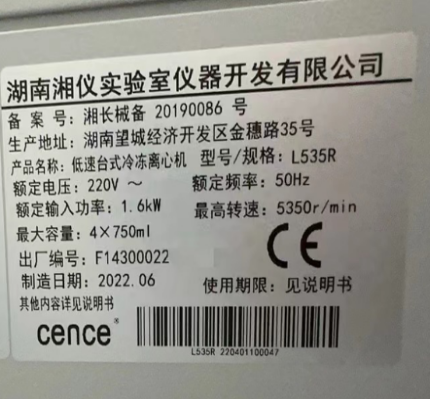 湖南湘仪实验室仪器开发有限公司
备 案 号：湘长械备 20190086 号
生产地址：湖南望城经济开发区金穗路35号
产品名称：低速台式冷冻离心机 型号/规格：L535R
额定电压：220V ～ 额定频率：50Hz
额定输入功率：1.6kW 最高转速：5350r/min
最大容量：4×750ml
CE
出厂编号：F14300022
制造日期：2022.06 使用期限：见说明书
其他内容详见说明书
cence®
L535R 220401100047